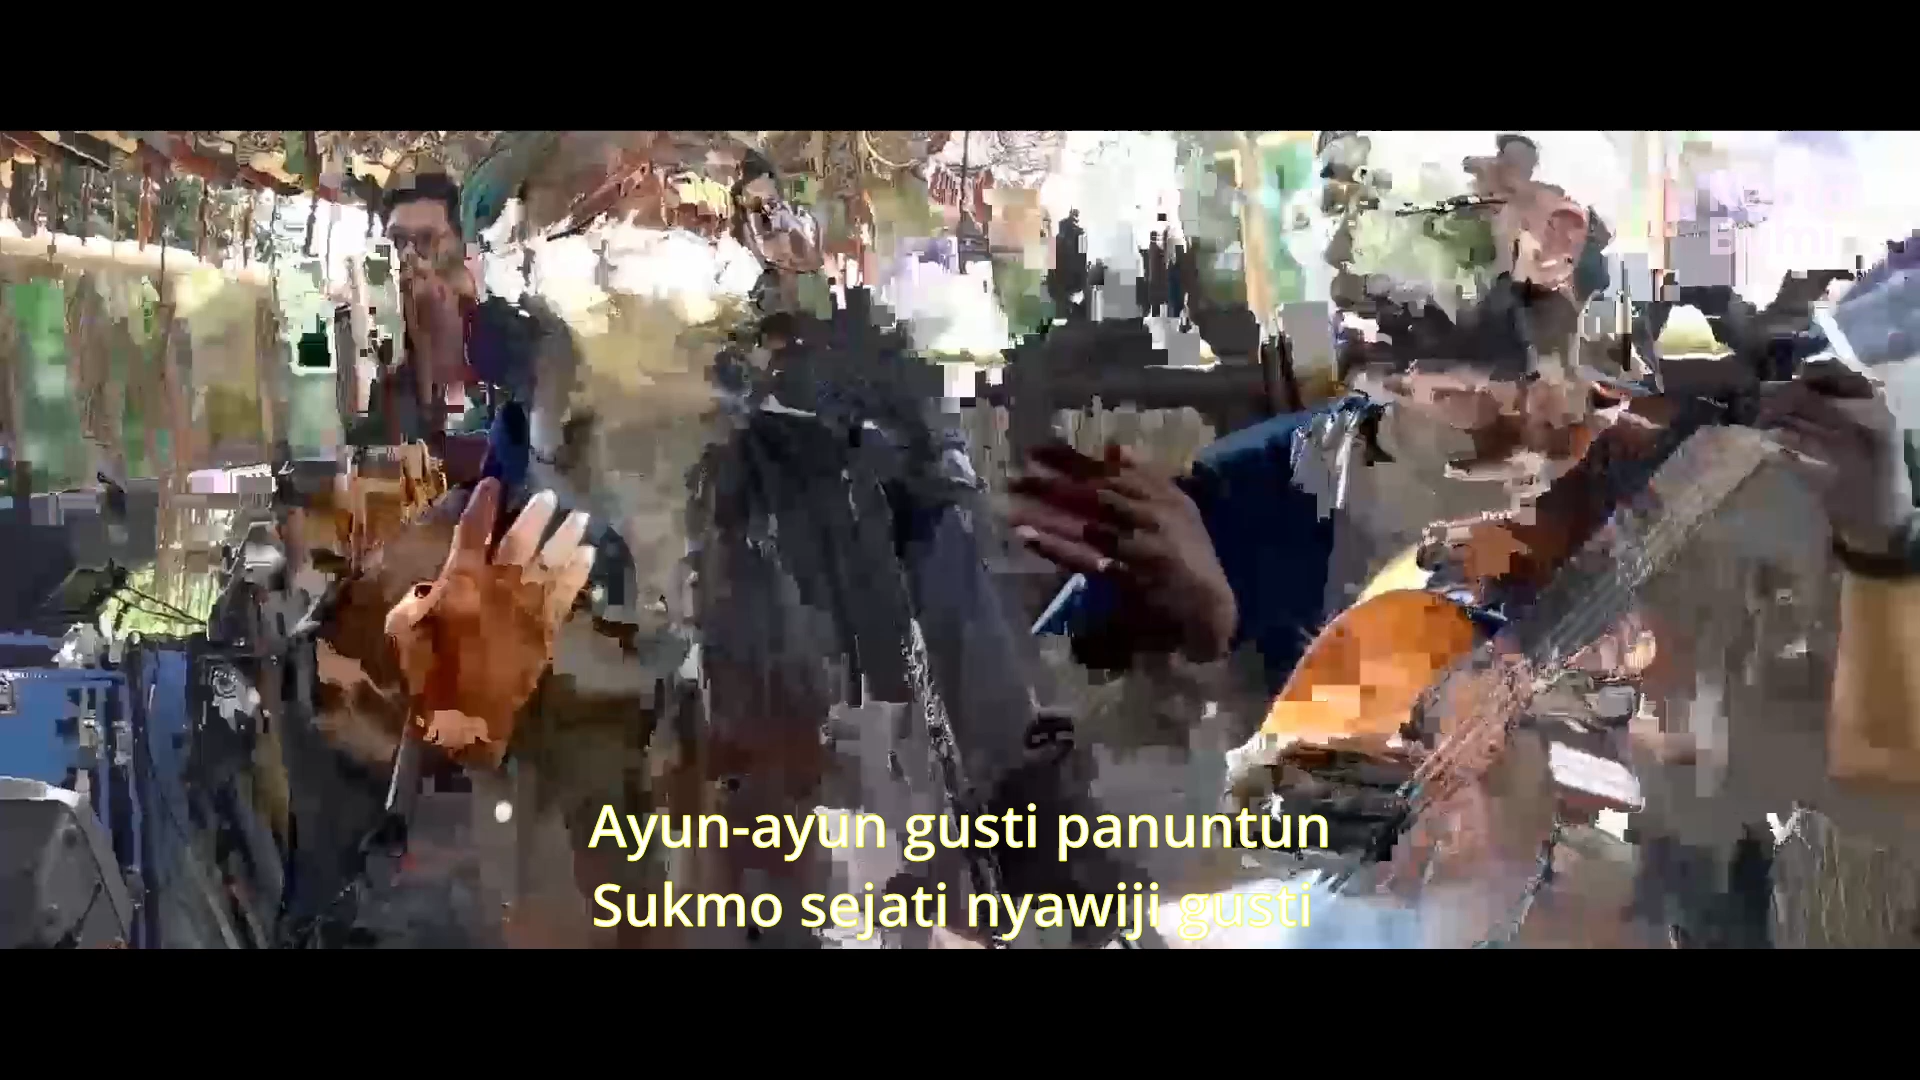 Ayun-ayun gusti panuntun
Sukmo sejati nyawiji gusti